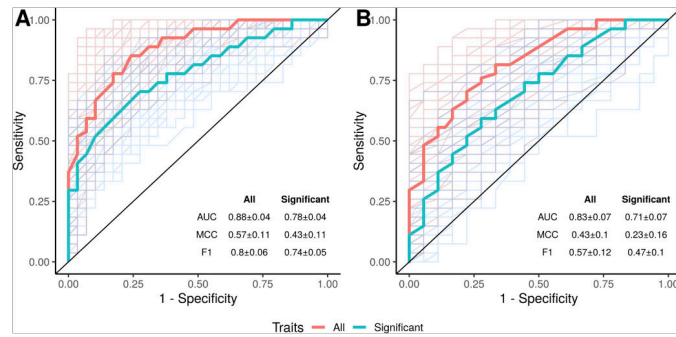 A
B
1.00
0.75
0.50
0.25
0.00
Sensitivity
All Significant
AUC 0.88±0.04 0.78±0.04
MCC 0.57±0.11 0.43±0.11
F1 0.8±0.06 0.74±0.05
0.00 0.25 0.50 0.75 1.00
1 - Specificity
1.00
0.75
0.50
0.25
0.00
Sensitivity
All Significant
AUC 0.83±0.07 0.71±0.07
MCC 0.43±0.1 0.23±0.16
F1 0.57±0.12 0.47±0.1
0.00 0.25 0.50 0.75 1.00
1 - Specificity
Traits All Significant